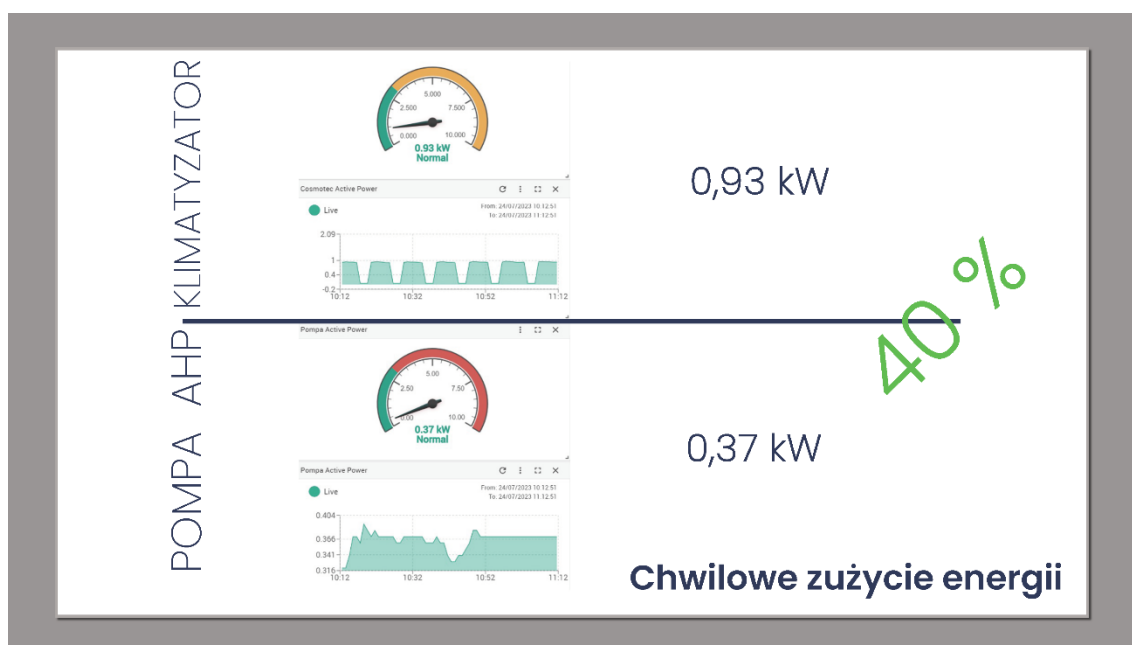 KLIMATYZATOR
5.000
2.500 7.500
0.000 10.000
0.93 kW
Normal
Cosmotec Active Power
Live
From: 24/07/2023 10:12:51
To: 24/07/2023 11:12:51
2.09
1
0.4
-0.2
10:12 10:32 10:52 11:12
0,93 kW
40 %
POMPA AHP
Pompa Active Power
5.00
2.50 7.50
0.00 10.00
0.37 kW
Normal
Pompa Active Power
Live
From: 24/07/2023 10:12:51
To: 24/07/2023 11:12:51
0.404
0.366
0.341
0.316
10:12 10:32 10:52 11:12
0,37 kW
Chwilowe zużycie energii